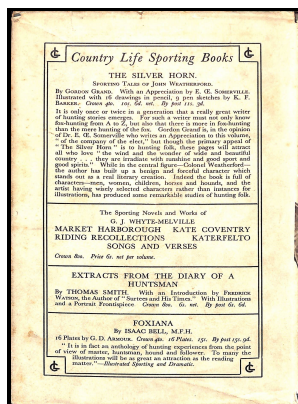 Country Life Sporting Books
THE SILVER HORN.
SPORTING TALES OF JOHN WEATHERFORD.
By GORDON GRAND. With an Appreciation by E. Œ. SOMERVILLE.
Illustrated with 16 drawings in pencil, 9 pen sketches by K. F.
BARKER. Crown 4to. 10s. 6d. net. By post 11s. 3d.
It is only once or twice in a generation that a really great writer
of hunting stories emerges. For such a writer must not only know
fox-hunting from A to Z, but also that there is more in fox-hunting
than the mere hunting of the fox. Gordon Grand is, in the opinion
of Dr. E. Œ. Somerville who writes an Appreciation to this volume,
" of the company of the elect," but though the primary appeal of
" The Silver Horn " is to hunting folk, these pages will attract
all who love " the wind and the wonder of wide and beautiful
country . . . they are irradiate with sunshine and good sport and
good spirits." While in the central figure—Colonel Weatherford—
the author has built up a benign and forceful character which
stands out as a real literary creation. Indeed the book is full of
characters—men, women, children, horses and hounds, and the
artist having wisely selected characters rather than instances for
illustrations, has produced some remarkable studies of hunting folk.
The Sporting Novels and Works of
G. J. WHYTE-MELVILLE
MARKET HARBOROUGH KATE COVENTRY
RIDING RECOLLECTIONS KATERFELTO
SONGS AND VERSES
Crown 8vo. Price 6s. net per volume.
EXTRACTS FROM THE DIARY OF A
HUNTSMAN
By THOMAS SMITH. With an Introduction by FREDERICK
WATSON, the Author of " Surtees and His Times." With Illustrations
and a Portrait Frontispiece. Crown 8vo. 6s. net. By post 6s. 6d.
FOXIANA
By ISAAC BELL, M.F.H.
16 Plates by G. D. ARMOUR. Crown 4to. 16 Plates. 15s. By post 15s. 9d.
" It is in fact an anthology of hunting experiences from the point
of view of master, huntsman, hound and follower. To many the
illustrations will be as great an attraction as the reading
matter."—Illustrated Sporting and Dramatic.